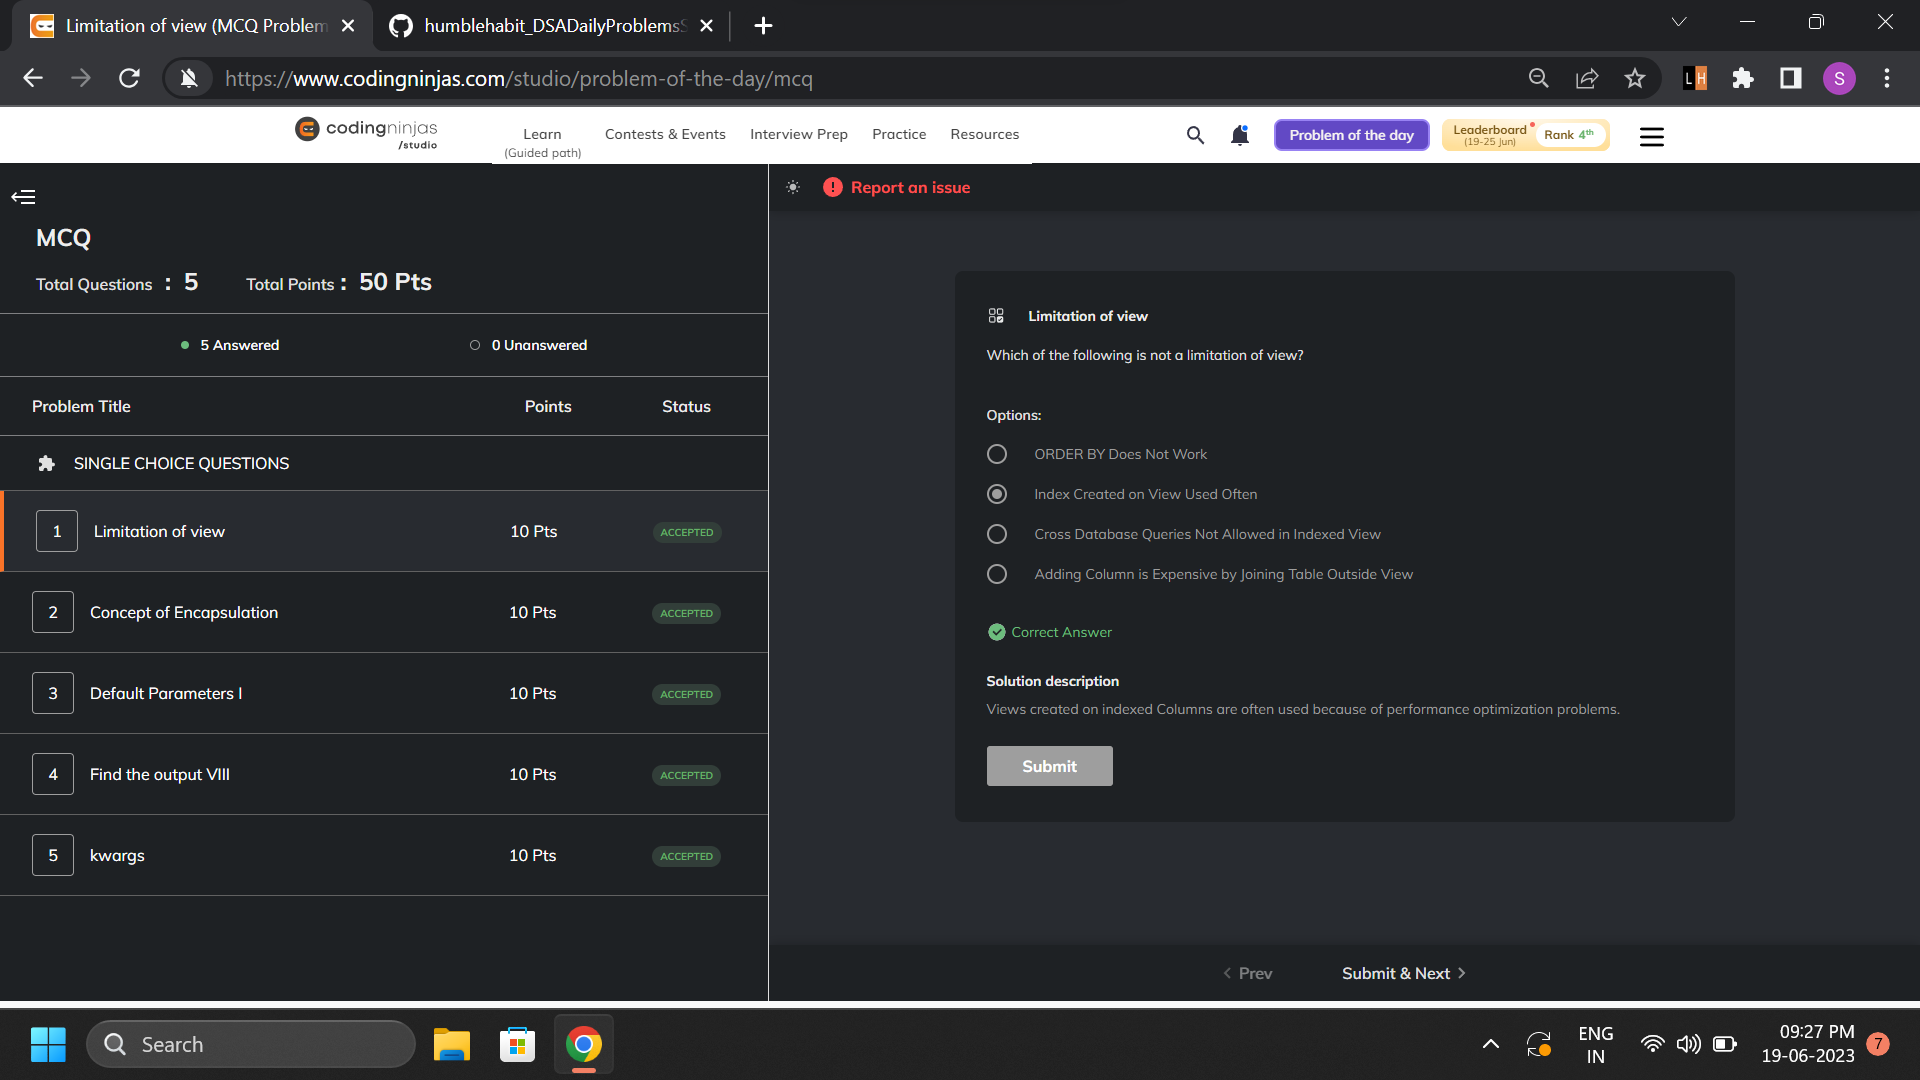 Limitation of view (MCQ Problem
humblehabit_DSADailyProblemsS
https://www.codingninjas.com/studio/problem-of-the-day/mcq
LH
S
codingninjas
/studio
Learn
(Guided path)
Contests & Events
Interview Prep
Practice
Resources
Problem of the day
Leaderboard
(19-25 Jun)
Rank 4th
MCQ
Total Questions : 5
Total Points : 50 Pts
5 Answered
0 Unanswered
Problem Title
Points
Status
SINGLE CHOICE QUESTIONS
1 Limitation of view 10 Pts ACCEPTED
2 Concept of Encapsulation 10 Pts ACCEPTED
3 Default Parameters I 10 Pts ACCEPTED
4 Find the output VIII 10 Pts ACCEPTED
5 kwargs 10 Pts ACCEPTED
Report an issue
Limitation of view
Which of the following is not a limitation of view?
Options:
ORDER BY Does Not Work
Index Created on View Used Often
Cross Database Queries Not Allowed in Indexed View
Adding Column is Expensive by Joining Table Outside View
Correct Answer
Solution description
Views created on indexed Columns are often used because of performance optimization problems.
Submit
Prev
Submit & Next
Search
ENG
IN
09:27 PM
19-06-2023
7